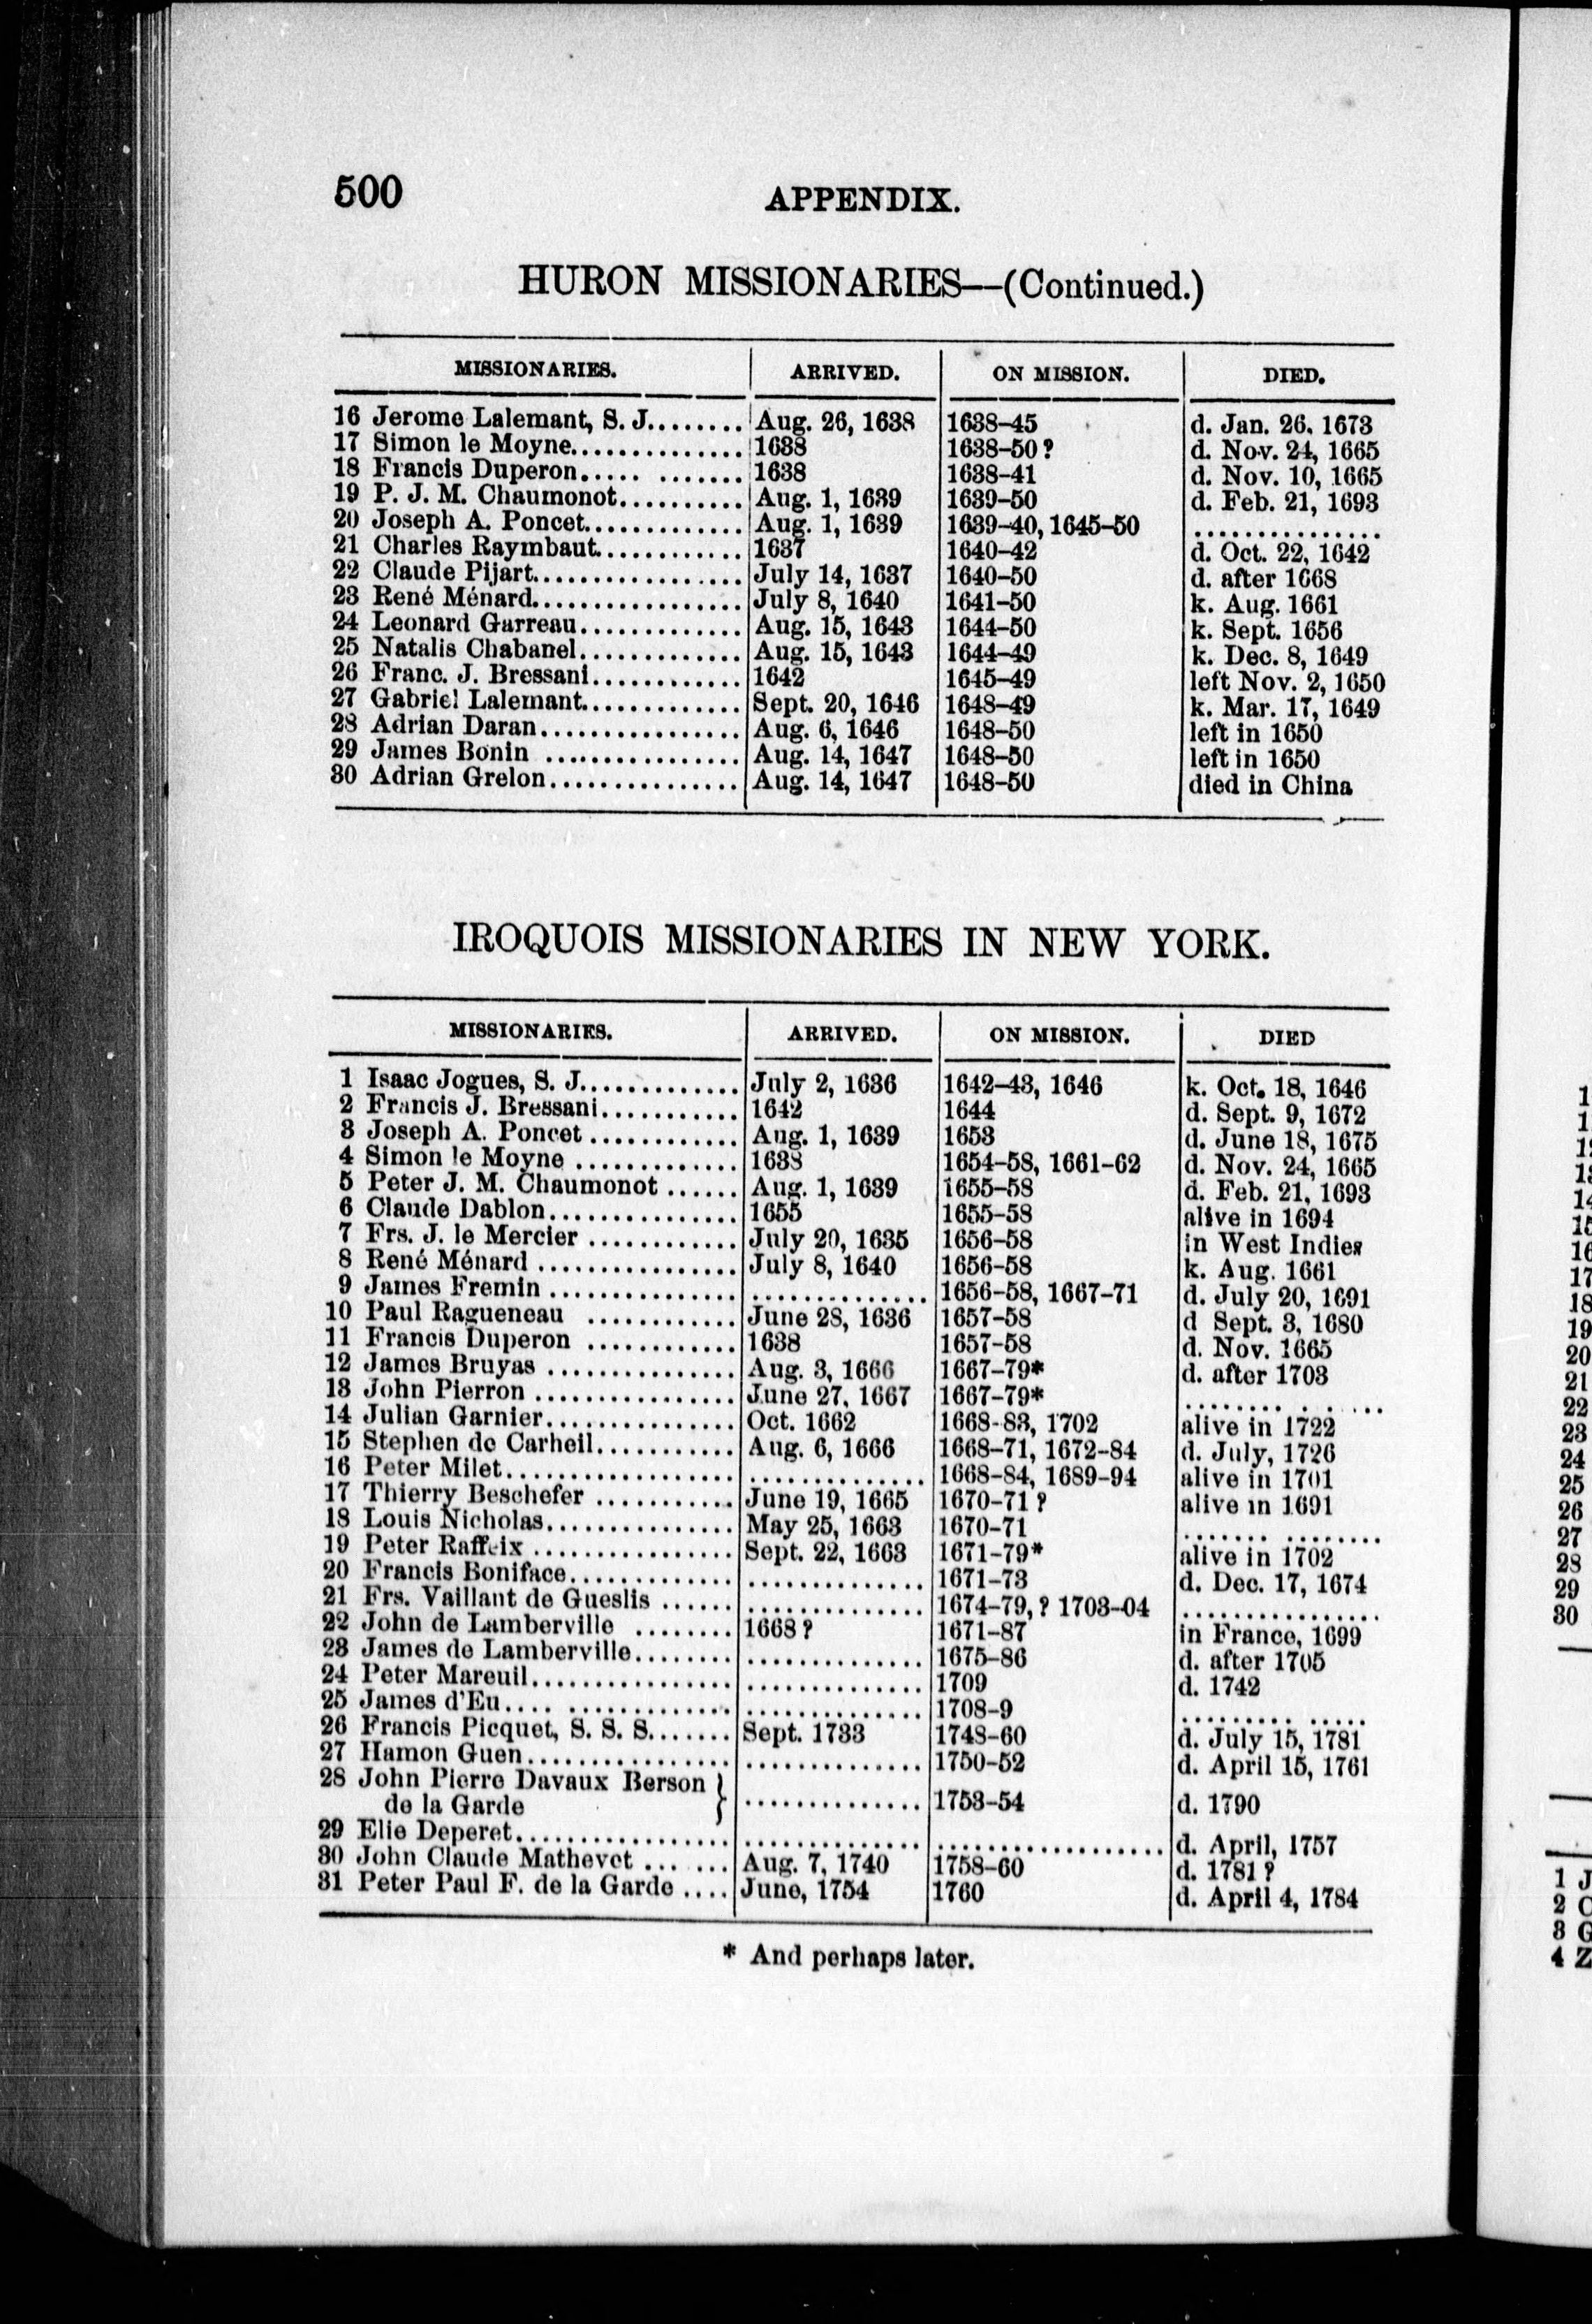 500
APPENDIX.
HURON MISSIONARIES—(Continued.)
MISSIONARIES. ARRIVED. ON MISSION. DIED.
16 Jerome Lalemant, S. J........ Aug. 26, 1638 1638–45 d. Jan. 26, 1673
17 Simon le Moyne............... 1638 1638–50? d. Nov. 24, 1665
18 Francis Duperon..... ....... 1638 1638–41 d. Nov. 10, 1665
19 P. J. M. Chaumonot.......... Aug. 1, 1639 1639–50 d. Feb. 21, 1693
20 Joseph A. Poncet............. Aug. 1, 1639 1639–40, 1645–50 ...............
21 Charles Raymbaut............ 1637 1640–42 d. Oct. 22, 1642
22 Claude Pijart................. July 14, 1637 1640–50 d. after 1668
23 René Ménard................. July 8, 1640 1641–50 k. Aug. 1661
24 Leonard Garreau............. Aug. 15, 1643 1644–50 k. Sept. 1656
25 Natalis Chabanel............. Aug. 15, 1643 1644–49 k. Dec. 8, 1649
26 Franc. J. Bressani............ 1642 1645–49 left Nov. 2, 1650
27 Gabriel Lalemant............. Sept. 20, 1646 1648–49 k. Mar. 17, 1649
28 Adrian Daran................ Aug. 6, 1646 1648–50 left in 1650
29 James Bonin ................ Aug. 14, 1647 1648–50 left in 1650
30 Adrian Grelon............... Aug. 14, 1647 1648–50 died in China
IROQUOIS MISSIONARIES IN NEW YORK.
MISSIONARIES. ARRIVED. ON MISSION. DIED
1 Isaac Jogues, S. J............. July 2, 1636 1642–43, 1646 k. Oct. 18, 1646
2 Francis J. Bressani............ 1642 1644 d. Sept. 9, 1672
3 Joseph A. Poncet ............ Aug. 1, 1639 1653 d. June 18, 1675
4 Simon le Moyne ............. 1638 1654–58, 1661–62 d. Nov. 24, 1665
5 Peter J. M. Chaumonot ...... Aug. 1, 1639 1655–58 d. Feb. 21, 1693
6 Claude Dablon................ 1655 1655–58 alive in 1694
7 Frs. J. le Mercier ............. July 20, 1635 1656–58 in West Indies
8 René Ménard ................ July 8, 1640 1656–58 k. Aug. 1661
9 James Fremin ................ ............... 1656–58, 1667–71 d. July 20, 1691
10 Paul Ragueneau ............ June 28, 1636 1657–58 d Sept. 3, 1680
11 Francis Duperon ............ 1638 1657–58 d. Nov. 1665
12 James Bruyas ................ Aug. 3, 1666 1667–79* d. after 1703
13 John Pierron ................. June 27, 1667 1667–79* ........ . . ...
14 Julian Garnier................ Oct. 1662 1668-83, 1702 alive in 1722
15 Stephen de Carheil............ Aug. 6, 1666 1668–71, 1672–84 d. July, 1726
16 Peter Milet................... ............... 1668–84, 1689–94 alive in 1701
17 Thierry Beschefer ........... June 19, 1665 1670–71? alive in 1691
18 Louis Nicholas................ May 25, 1663 1670–71 ....... ........
19 Peter Raffeix ................. Sept. 22, 1663 1671–79* alive in 1702
20 Francis Boniface.............. ............... 1671–73 d. Dec. 17, 1674
21 Frs. Vaillant de Gueslis ...... ............... 1674–79,? 1703–04 ................
22 John de Lamberville ........ 1668? 1671–87 in France, 1699
23 James de Lamberville........ ............... 1675–86 d. after 1705
24 Peter Mareuil................. ............... 1709 d. 1742
25 James d'Eu.... .............. ............... 1708–9 ......... .....
26 Francis Picquet, S. S. S....... Sept. 1733 1748–60 d. July 15, 1781
27 Hamon Guen................. ............... 1750–52 d. April 15, 1761
28 John Pierre Davaux Berson }
de la Garde ............... 1753–54 d. 1790
29 Elie Deperet.................. ............... ................... d. April, 1757
30 John Claude Mathevet ... ... Aug. 7, 1740 1758–60 d. 1781?
31 Peter Paul F. de la Garde .... June, 1754 1760 d. April 4, 1784
* And perhaps later.
18
19
20
21
22
23
24
25
26
27
28
29
30
1 J
2 C
3 G
4 Z